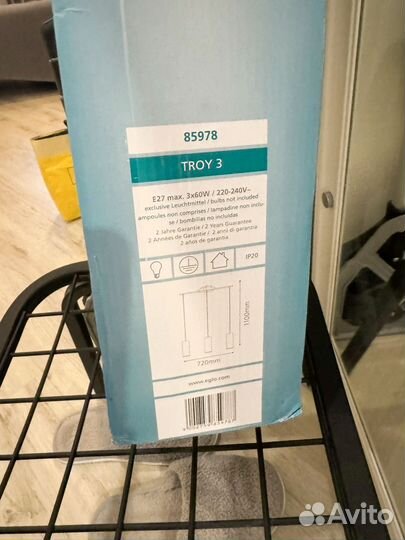 85978
TROY 3
E27 max. 3x60W / 220-240V~
exclusive Leuchtmittel / bulbs not included
ampoules non comprises / lampadine non inclu-
se / bombilias no incluidas
2 Jahre Garantie / 2 Years Guarantee
2 Années de Garantie / 2 anni di garanzia
2 años de garantia
IP20
1100mm
720mm
www.eglo.com
Avito